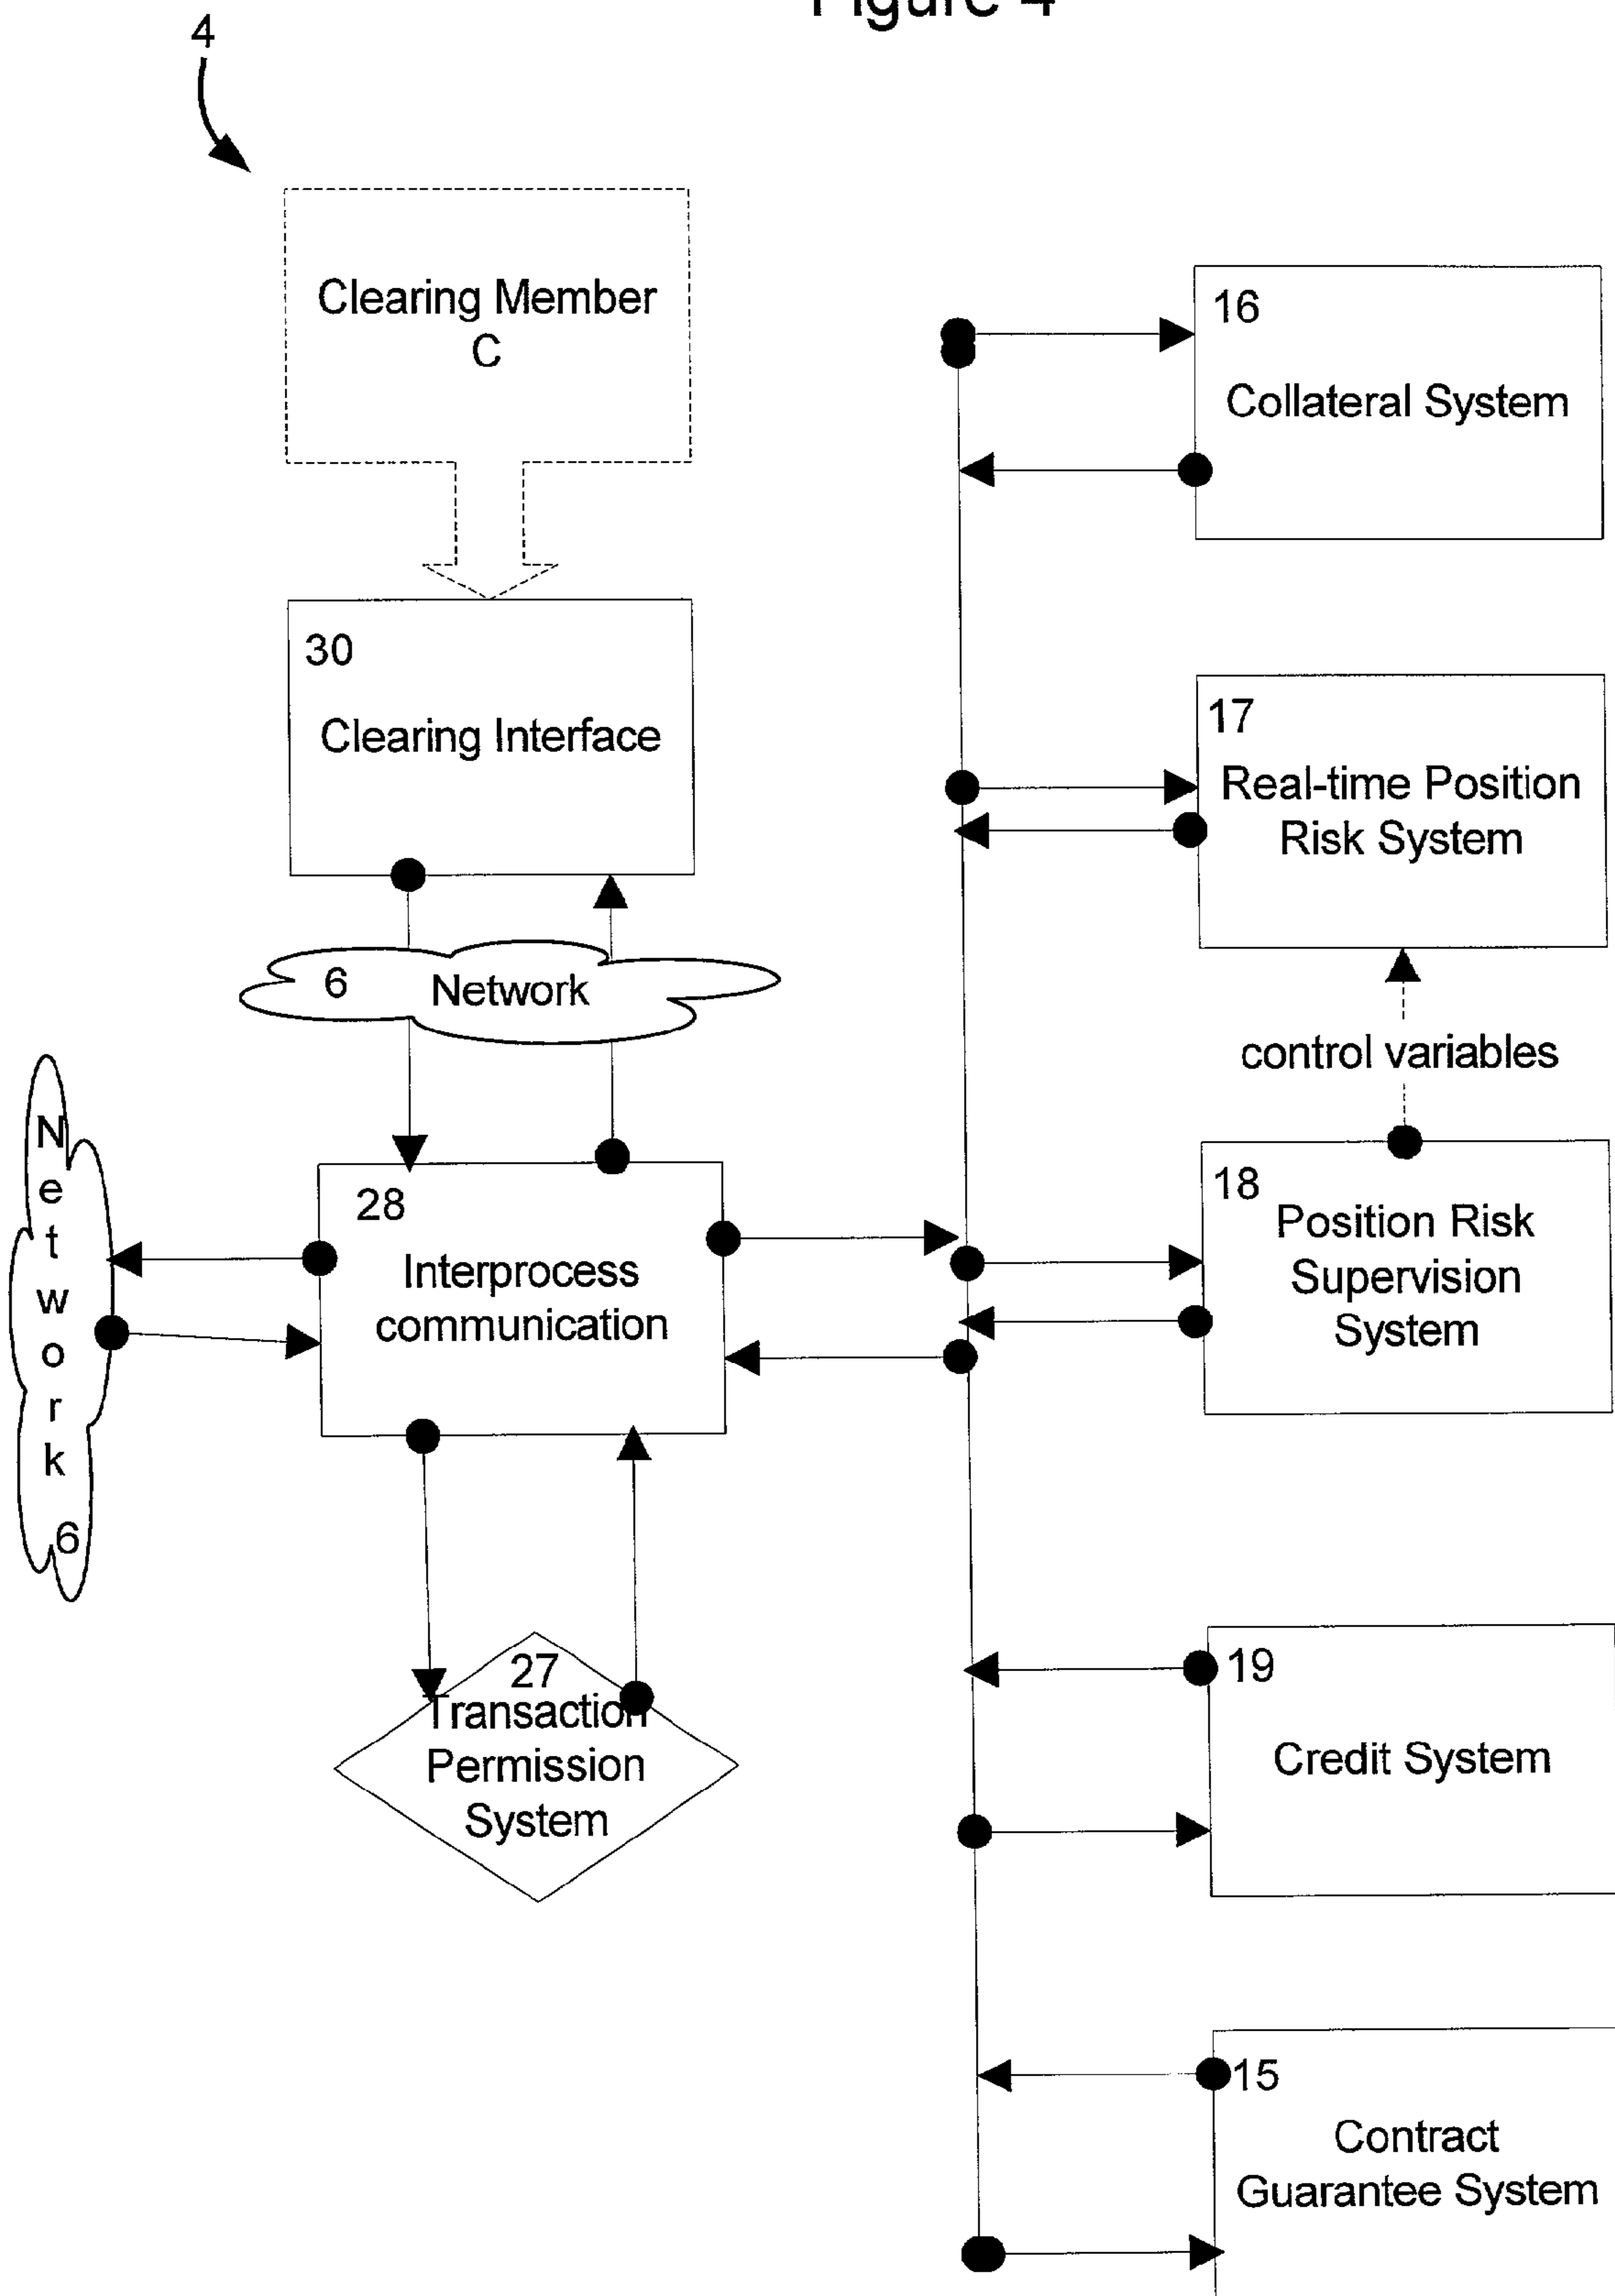 Figure 4
4
Clearing Member
C
30
Clearing Interface
6 Network
Network 6
28
Interprocess
communication
27
Transaction
Permission
System
16
Collateral System
17
Real-time Position
Risk System
control variables
18
Position Risk
Supervision
System
19
Credit System
15
Contract
Guarantee System